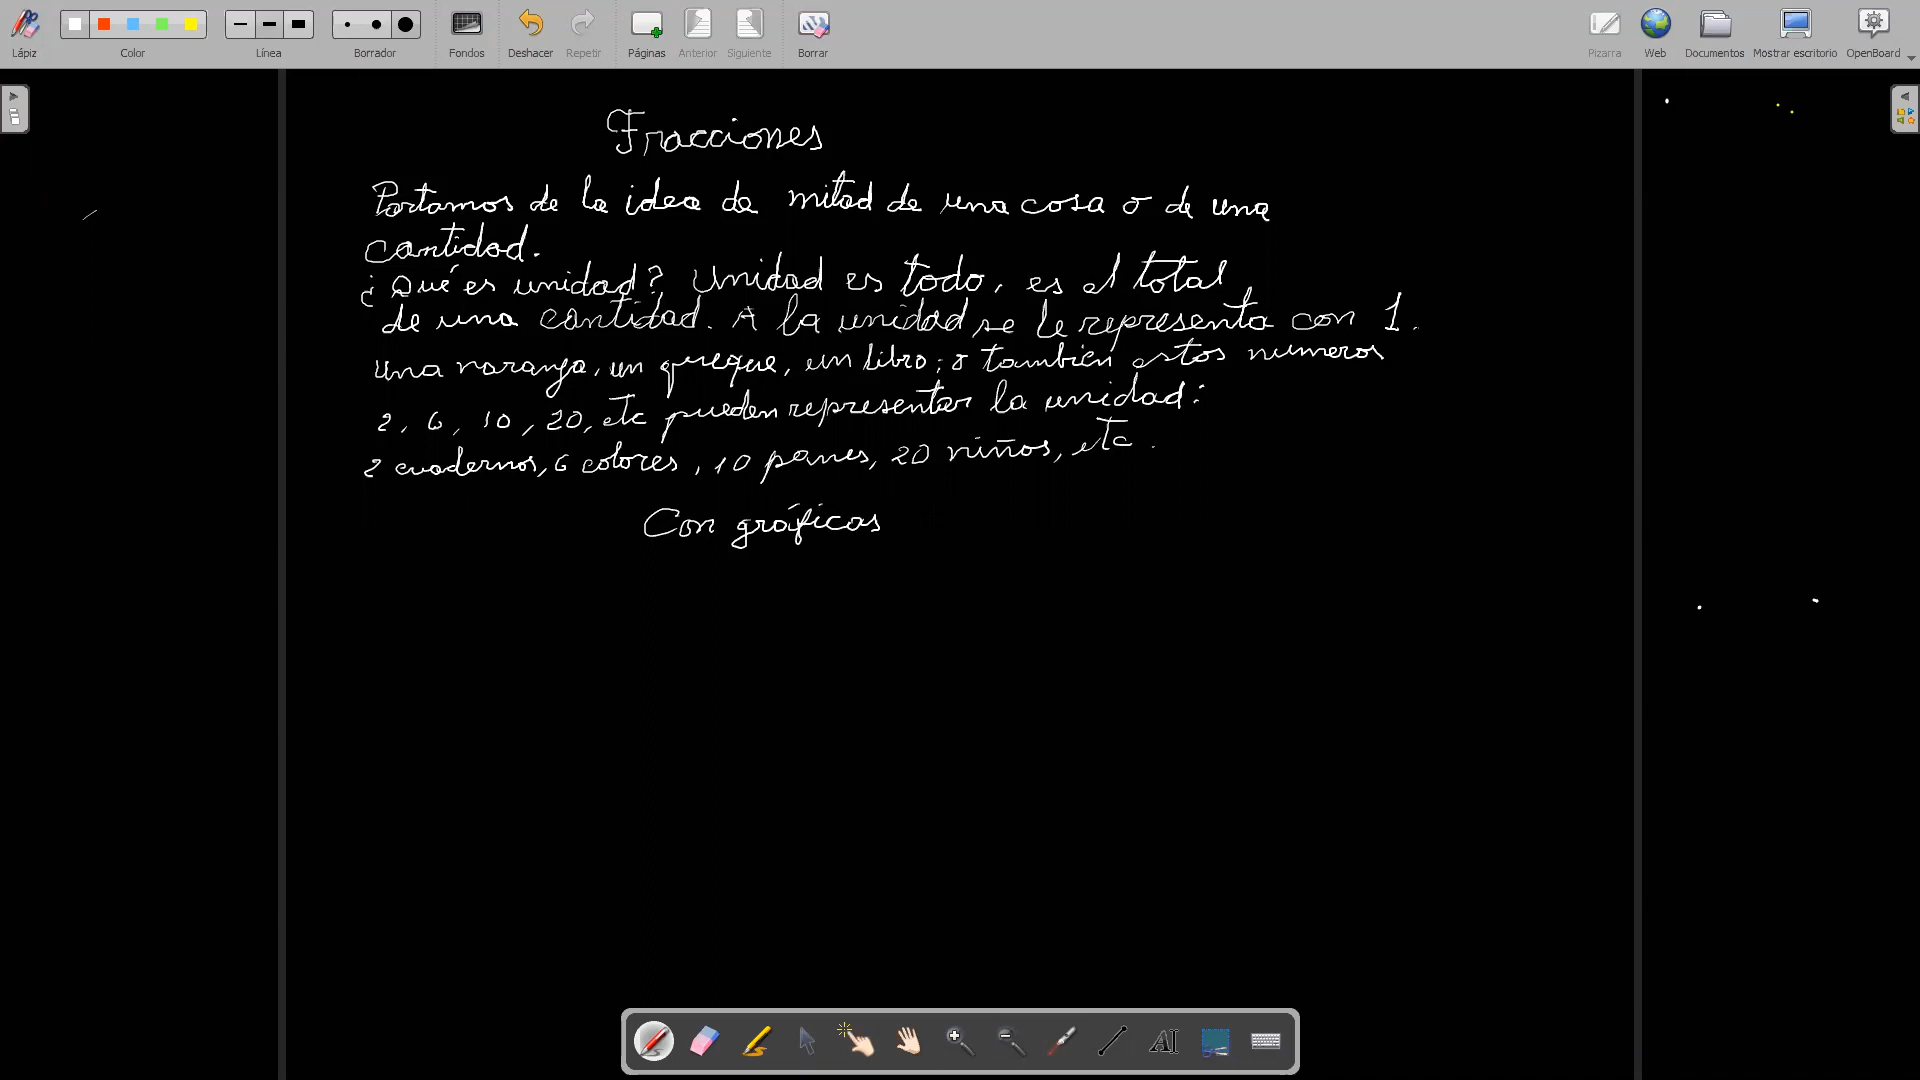 Lápiz
Color
Línea
Borrador
Fondos
Deshacer
Repetir
Páginas
Anterior
Siguiente
Borrar
Pizarra
Web
Documentos
Mostrar escritorio
OpenBoard
Fracciones
Partamos de la idea de mitad de una cosa o de una
cantidad.
¿Qué es unidad? Unidad es todo, es el total
de una cantidad. A la unidad se le representa con 1.
una naranja, un queque, un libro; o también estos numeros
2, 6, 10, 20, etc pueden representar la unidad:
2 cuadernos, 6 colores, 10 panes, 20 niños, etc.
Con gráficas
AI